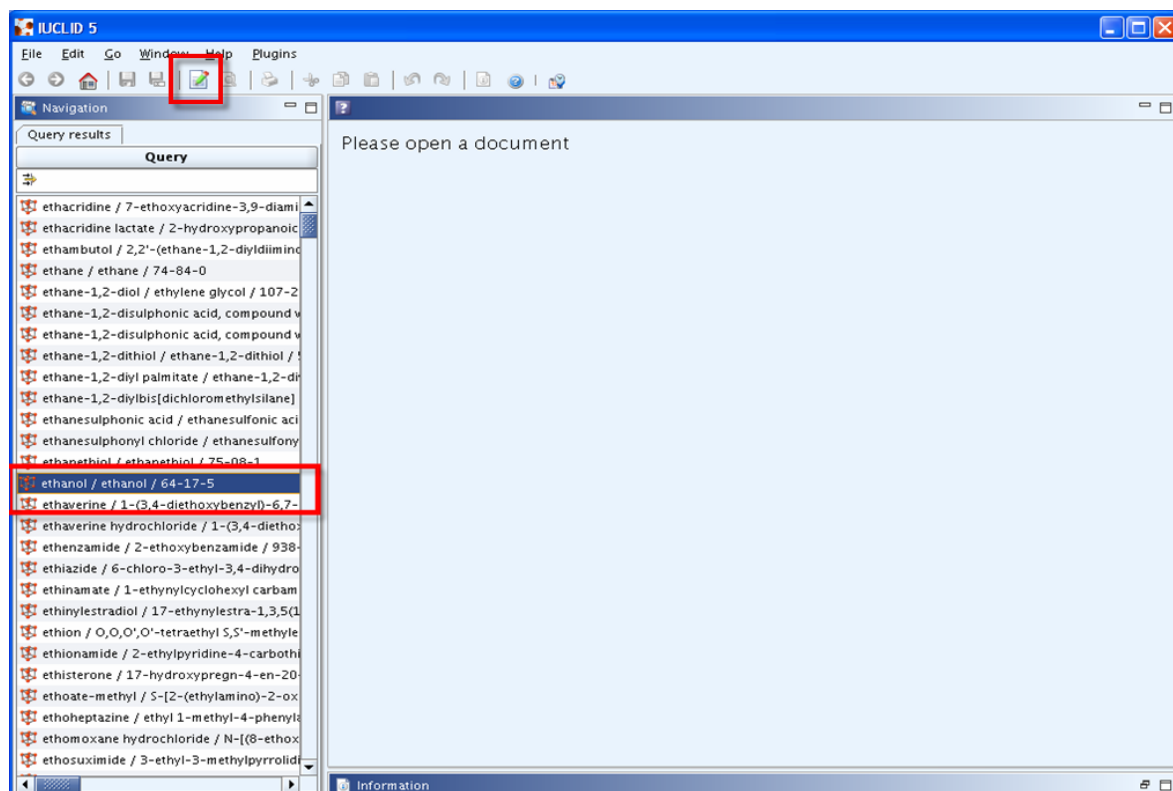 IUCLID 5
File Edit Go Window Help Plugins
Navigation
Query results
Query
Please open a document
ethacridine / 7-ethoxyacridine-3,9-diami
ethacridine lactate / 2-hydroxypropanoic
ethambutol / 2,2'-(ethane-1,2-diyldiimino
ethane / ethane / 74-84-0
ethane-1,2-diol / ethylene glycol / 107-2
ethane-1,2-disulphonic acid, compound w
ethane-1,2-disulphonic acid, compound w
ethane-1,2-dithiol / ethane-1,2-dithiol /
ethane-1,2-diyl palmitate / ethane-1,2-di
ethane-1,2-diylbis[dichloromethylsilane]
ethanesulphonic acid / ethanesulfonic aci
ethanesulphonyl chloride / ethanesulfony
ethanethiol / ethanethiol / 75-08-1
ethanol / ethanol / 64-17-5
ethaverine / 1-(3,4-diethoxybenzyl)-6,7-
ethaverine hydrochloride / 1-(3,4-dietho
ethenzamide / 2-ethoxybenzamide / 938-
ethiazide / 6-chloro-3-ethyl-3,4-dihydro
ethinamate / 1-ethynylcyclohexyl carbam
ethinylestradiol / 17-ethynylestra-1,3,5(1
ethion / O,O,O',O'-tetraethyl S,S'-methyle
ethionamide / 2-ethylpyridine-4-carbothi
ethisterone / 17-hydroxypregn-4-en-20-
ethoate-methyl / S-[2-(ethylamino)-2-ox
ethoheptazine / ethyl 1-methyl-4-phenyla
ethomoxane hydrochloride / N-[(8-ethox
ethosuximide / 3-ethyl-3-methylpyrrolidi
Information